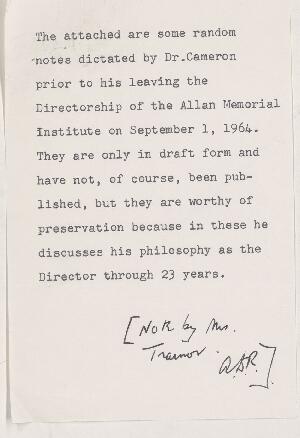 The attached are some random
notes dictated by Dr.Cameron
prior to his leaving the
Directorship of the Allan Memorial
Institute on September 1, 1964.
They are only in draft form and
have not, of course, been pub-
lished, but they are worthy of
preservation because in these he
discusses his philosophy as the
Director through 23 years.
[Note by Mrs.
Trainor.